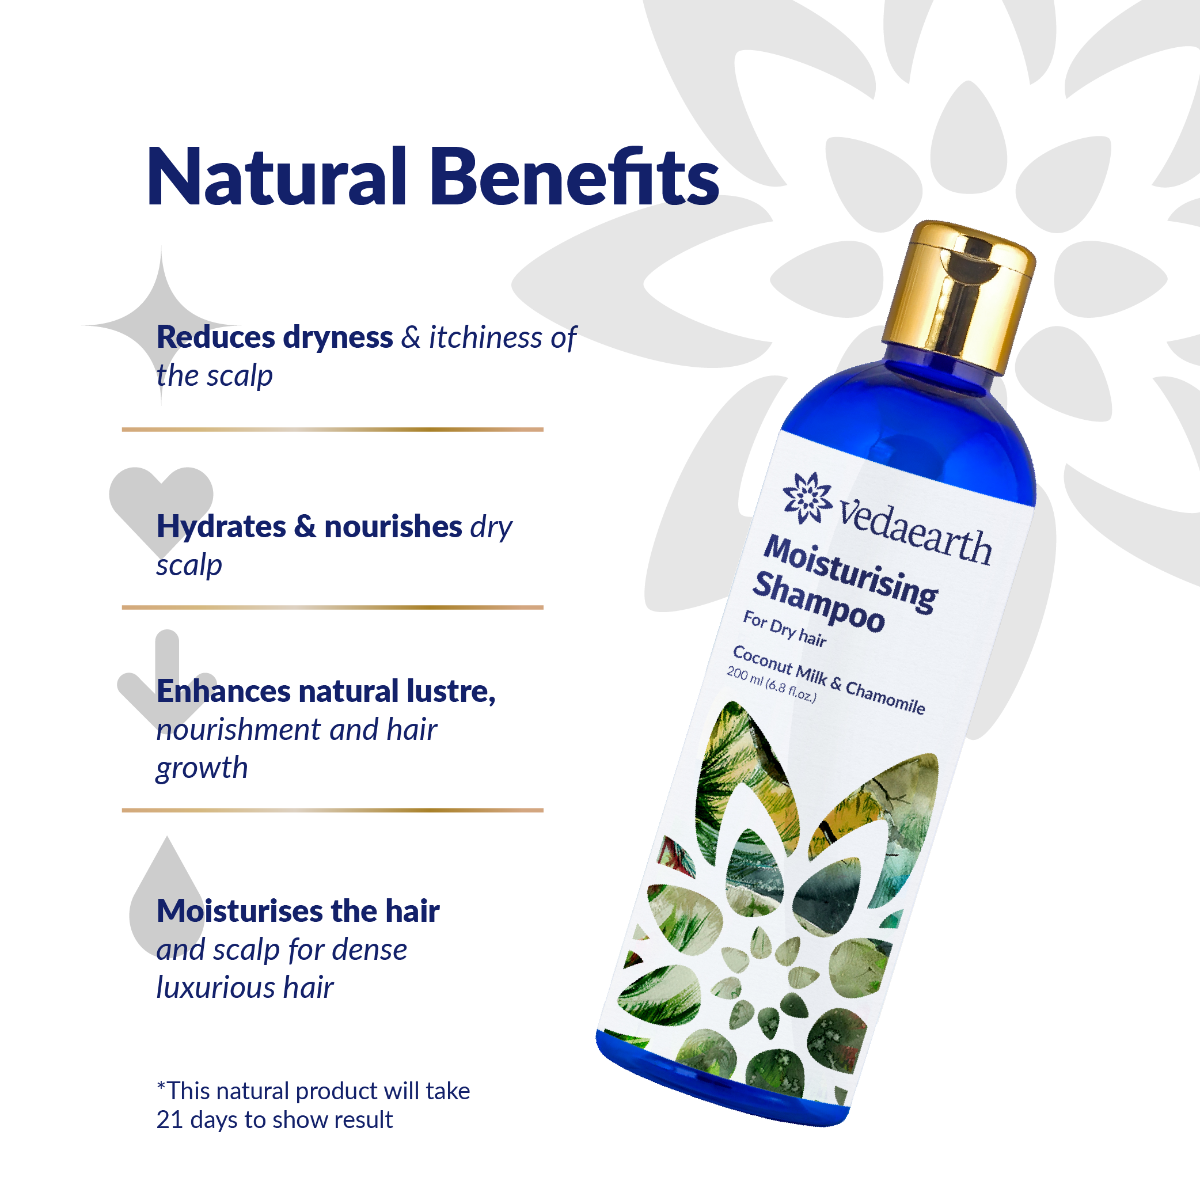 Natural Benefits
Reduces dryness & itchiness of
the scalp
Hydrates & nourishes dry
scalp
Enhances natural lustre,
nourishment and hair
growth
Moisturises the hair
and scalp for dense
luxurious hair
*This natural product will take
21 days to show result
vedaearth
Moisturising
Shampoo
For Dry hair
Coconut Milk & Chamomile
200 ml (6.8 fl.oz.)